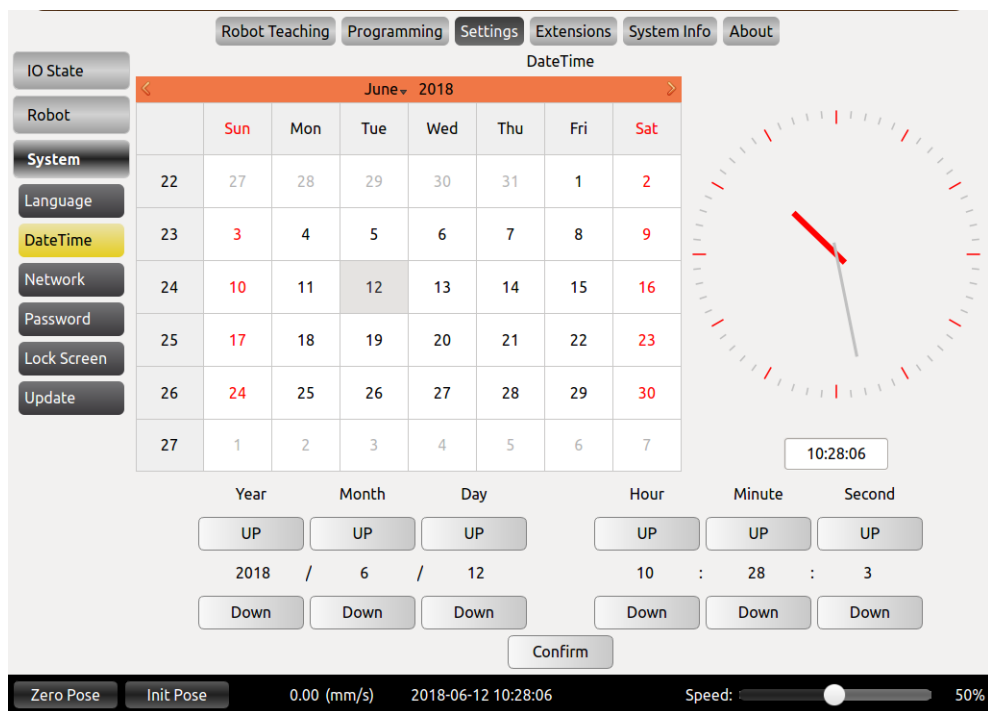 Robot Teaching Programming Settings Extensions System Info About
DateTime
IO State
Robot
System
Language
DateTime
Network
Password
Lock Screen
Update
June 2018
Sun Mon Tue Wed Thu Fri Sat
22 27 28 29 30 31 1 2
23 3 4 5 6 7 8 9
24 10 11 12 13 14 15 16
25 17 18 19 20 21 22 23
26 24 25 26 27 28 29 30
27 1 2 3 4 5 6 7
10:28:06
Year Month Day Hour Minute Second
UP UP UP UP UP UP
2018 / 6 / 12 10 : 28 : 3
Down Down Down Down Down Down
Confirm
Zero Pose Init Pose 0.00 (mm/s) 2018-06-12 10:28:06 Speed: 50%